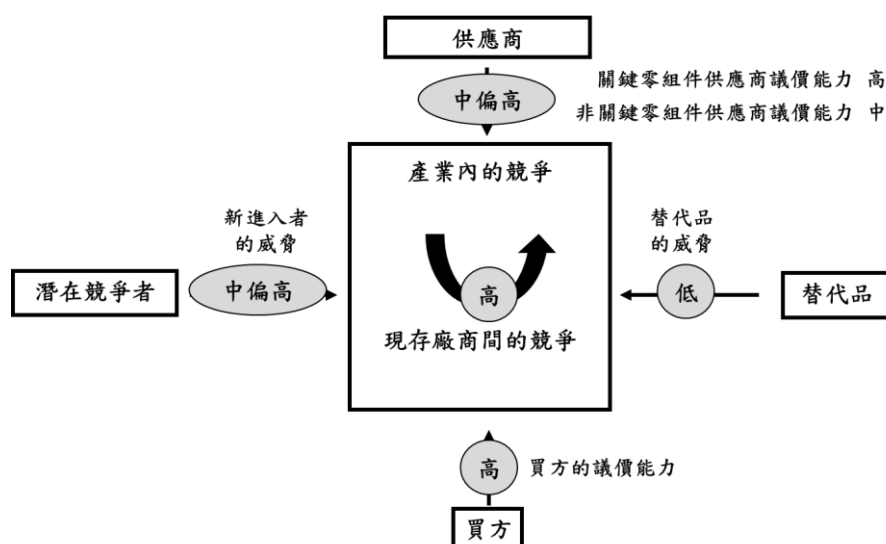 供應商
中偏高
關鍵零組件供應商議價能力 高
非關鍵零組件供應商議價能力 中
產業內的競爭
新進入者
的威脅
替代品
的威脅
潛在競爭者
中偏高
高
低
替代品
現存廠商間的競爭
高
買方的議價能力
買方